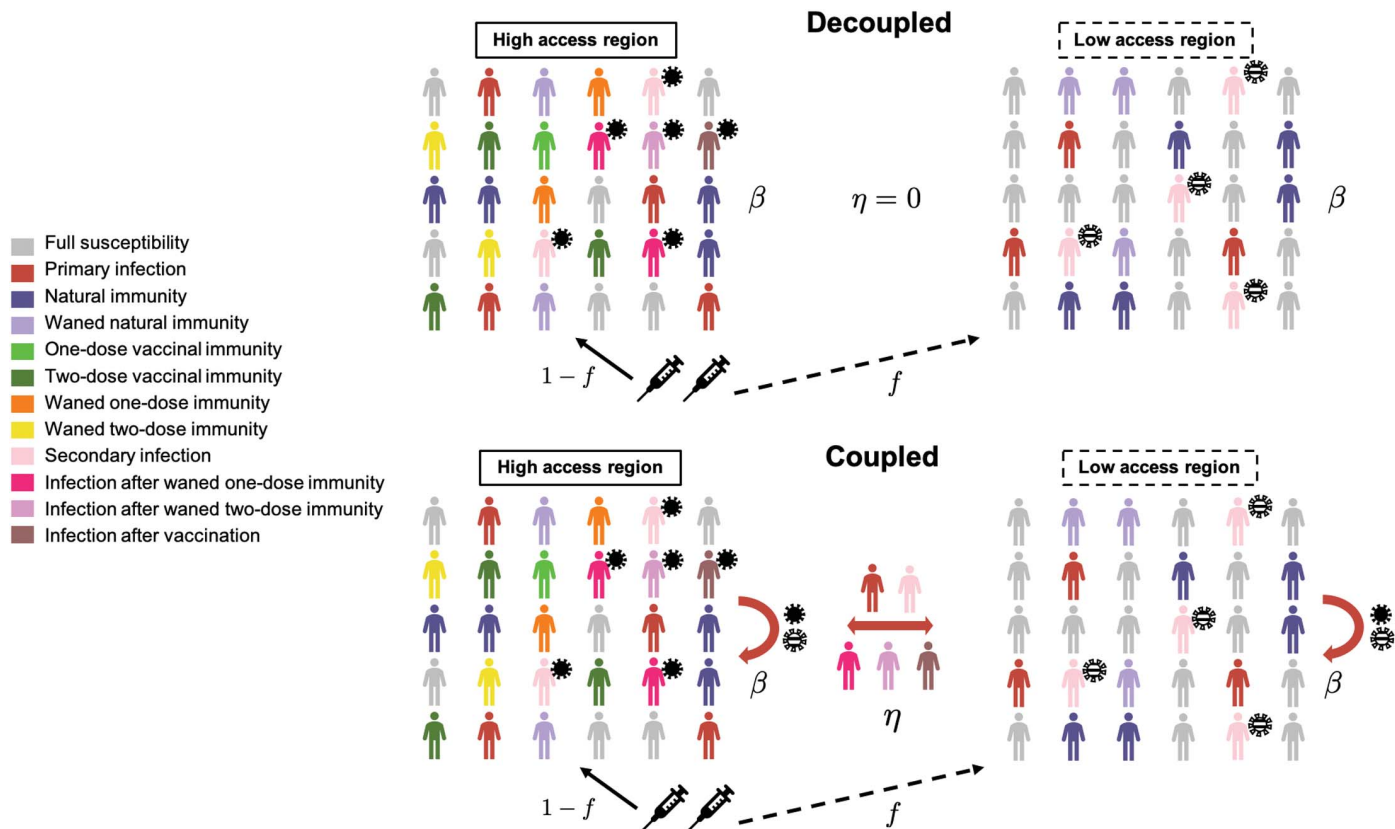 Decoupled
High access region
Low access region
β
η = 0
β
1 − f
f
Full susceptibility
Primary infection
Natural immunity
Waned natural immunity
One-dose vaccinal immunity
Two-dose vaccinal immunity
Waned one-dose immunity
Waned two-dose immunity
Secondary infection
Infection after waned one-dose immunity
Infection after waned two-dose immunity
Infection after vaccination
Coupled
High access region
Low access region
β
η
β
1 − f
f